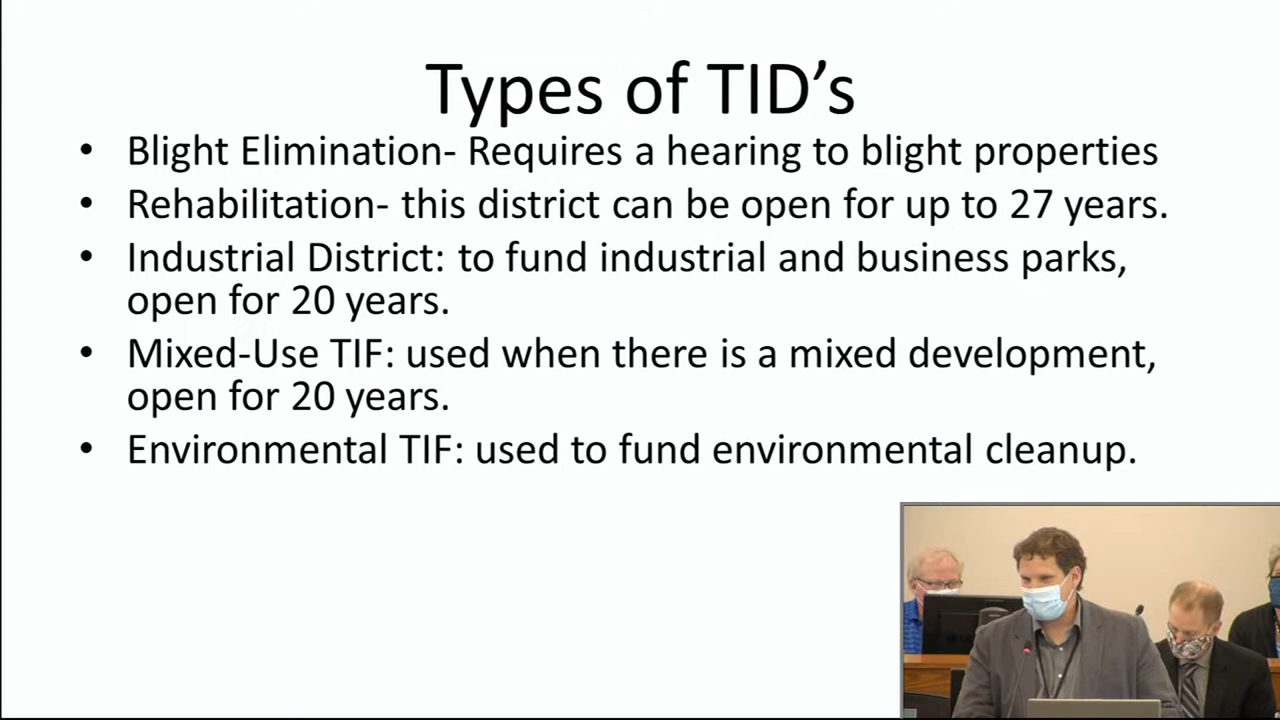 Types of TID’s
• Blight Elimination- Requires a hearing to blight properties
• Rehabilitation- this district can be open for up to 27 years.
• Industrial District: to fund industrial and business parks,
open for 20 years.
• Mixed-Use TIF: used when there is a mixed development,
open for 20 years.
• Environmental TIF: used to fund environmental cleanup.